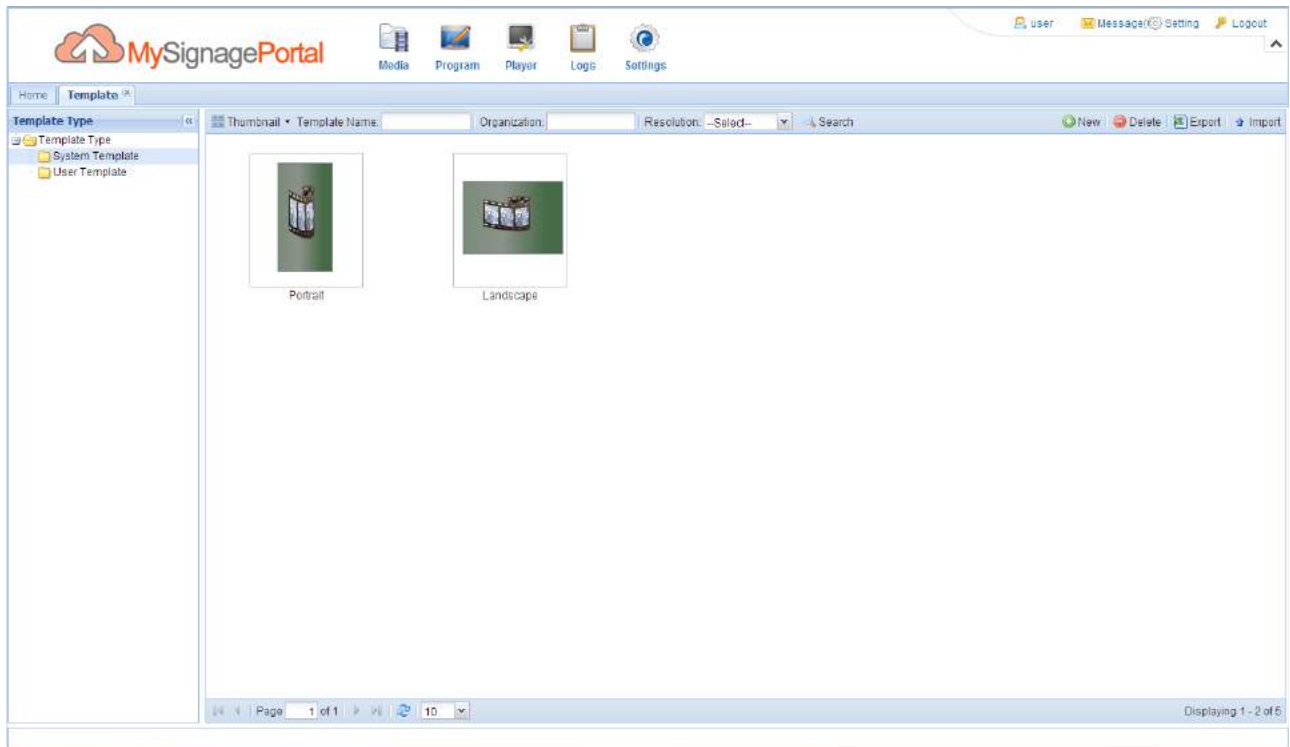 user Message(6) Setting Logout
MySignagePortal
Media Program Player Logs Settings
Home Template
Template Type
Thumbnail Template Name: Organization: Resolution: --Select-- Search New Delete Export Import
Template Type
System Template
User Template
Portrait Landscape
Page 1 of 1 10 Displaying 1 - 2 of 5